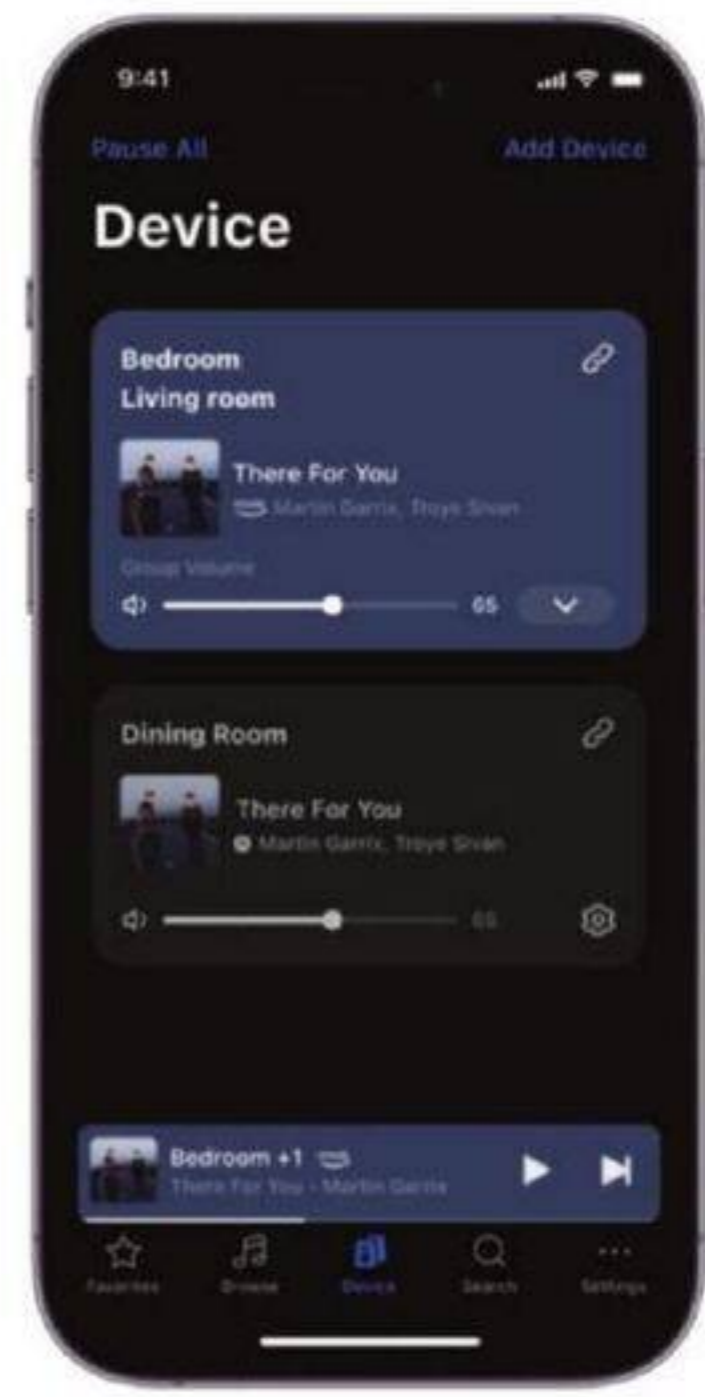 9:41
Pause All
Add Device
Device
Bedroom
Living room
There For You
Martin Garrix, Troye Sivan
Group Volume
65
Dining Room
There For You
Martin Garrix, Troye Sivan
65
Bedroom +1
There For You - Martin Garrix
Favorites
Browse
Device
Search
Settings